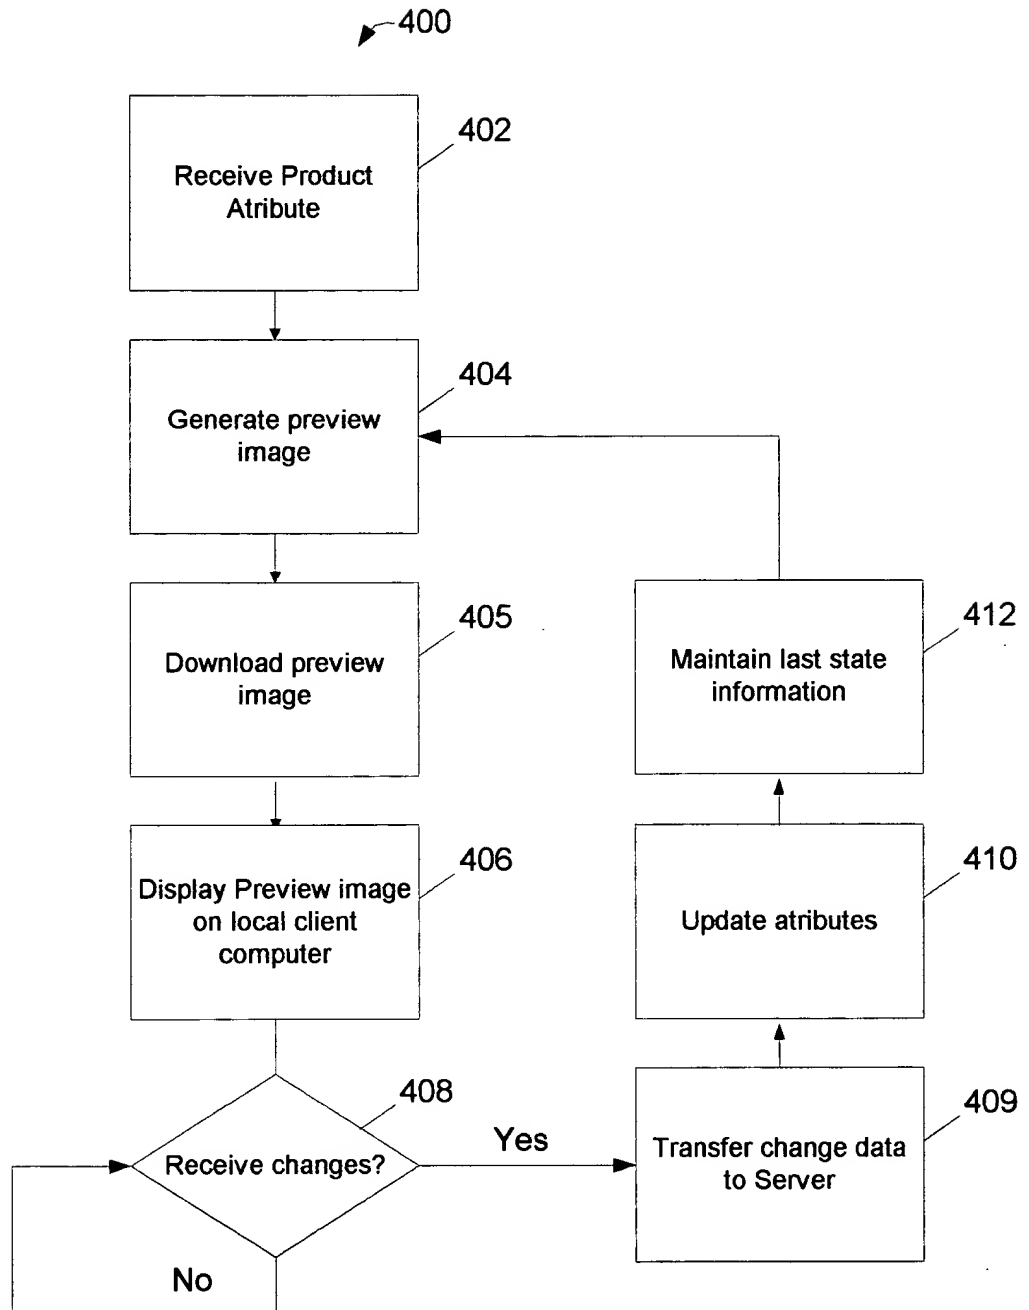 400
402
Receive Product
Atribute
404
Generate preview
image
405
Download preview
image
412
Maintain last state
information
406
Display Preview image
on local client
computer
410
Update atributes
408
Receive changes?
Yes
409
Transfer change data
to Server
No